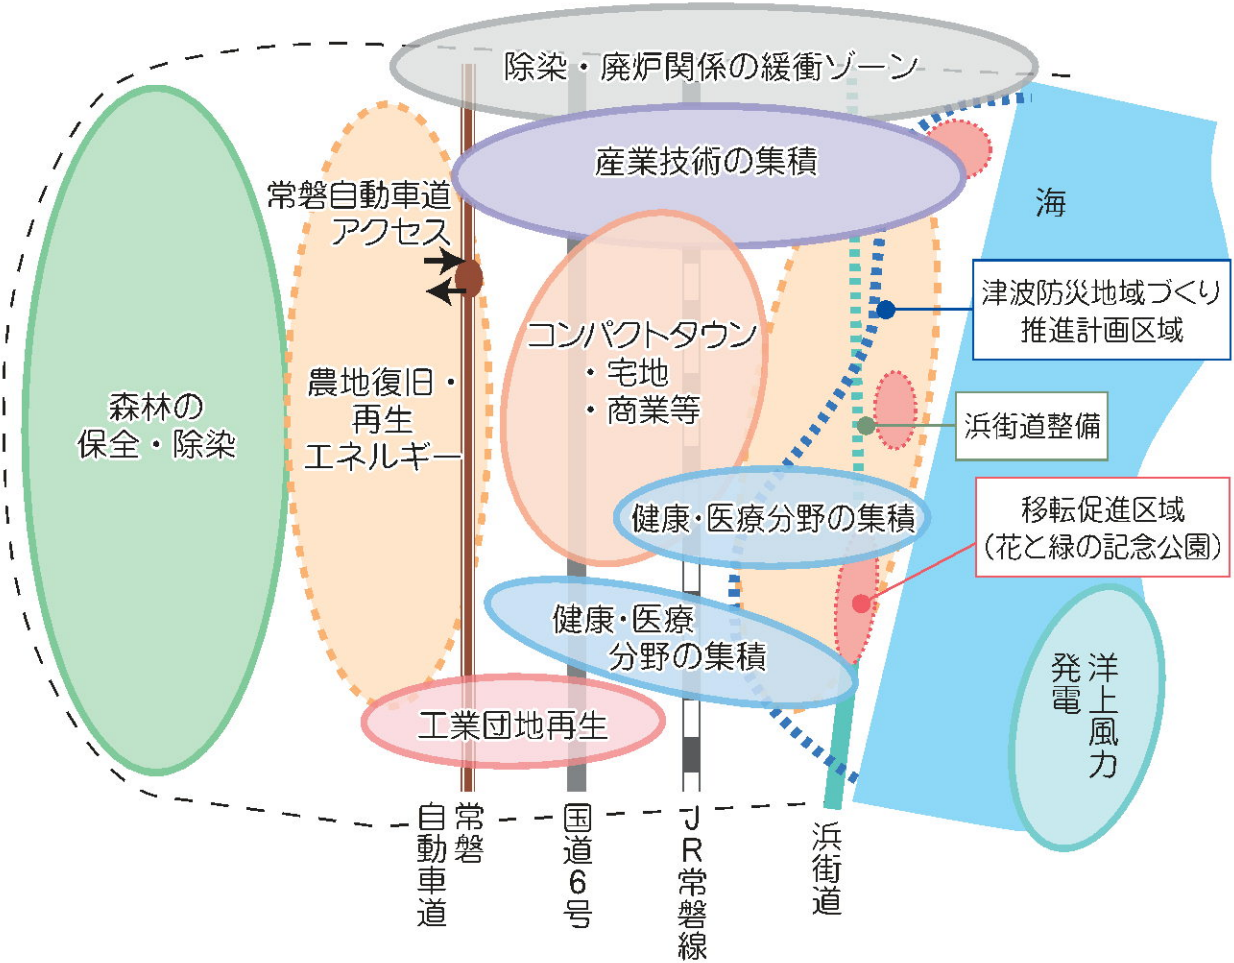 除染・廃炉関係の緩衝ゾーン
産業技術の集積
常磐自動車道
アクセス
海
津波防災地域づくり
推進計画区域
コンパクトタウン
・宅地
・商業等
農地復旧・
再生
エネルギー
森林の
保全・除染
浜街道整備
健康・医療分野の集積
移転促進区域
（花と緑の記念公園）
健康・医療
分野の集積
洋上風力
発電
工業団地再生
常磐
自動車道
国道6号
JR常磐線
浜街道